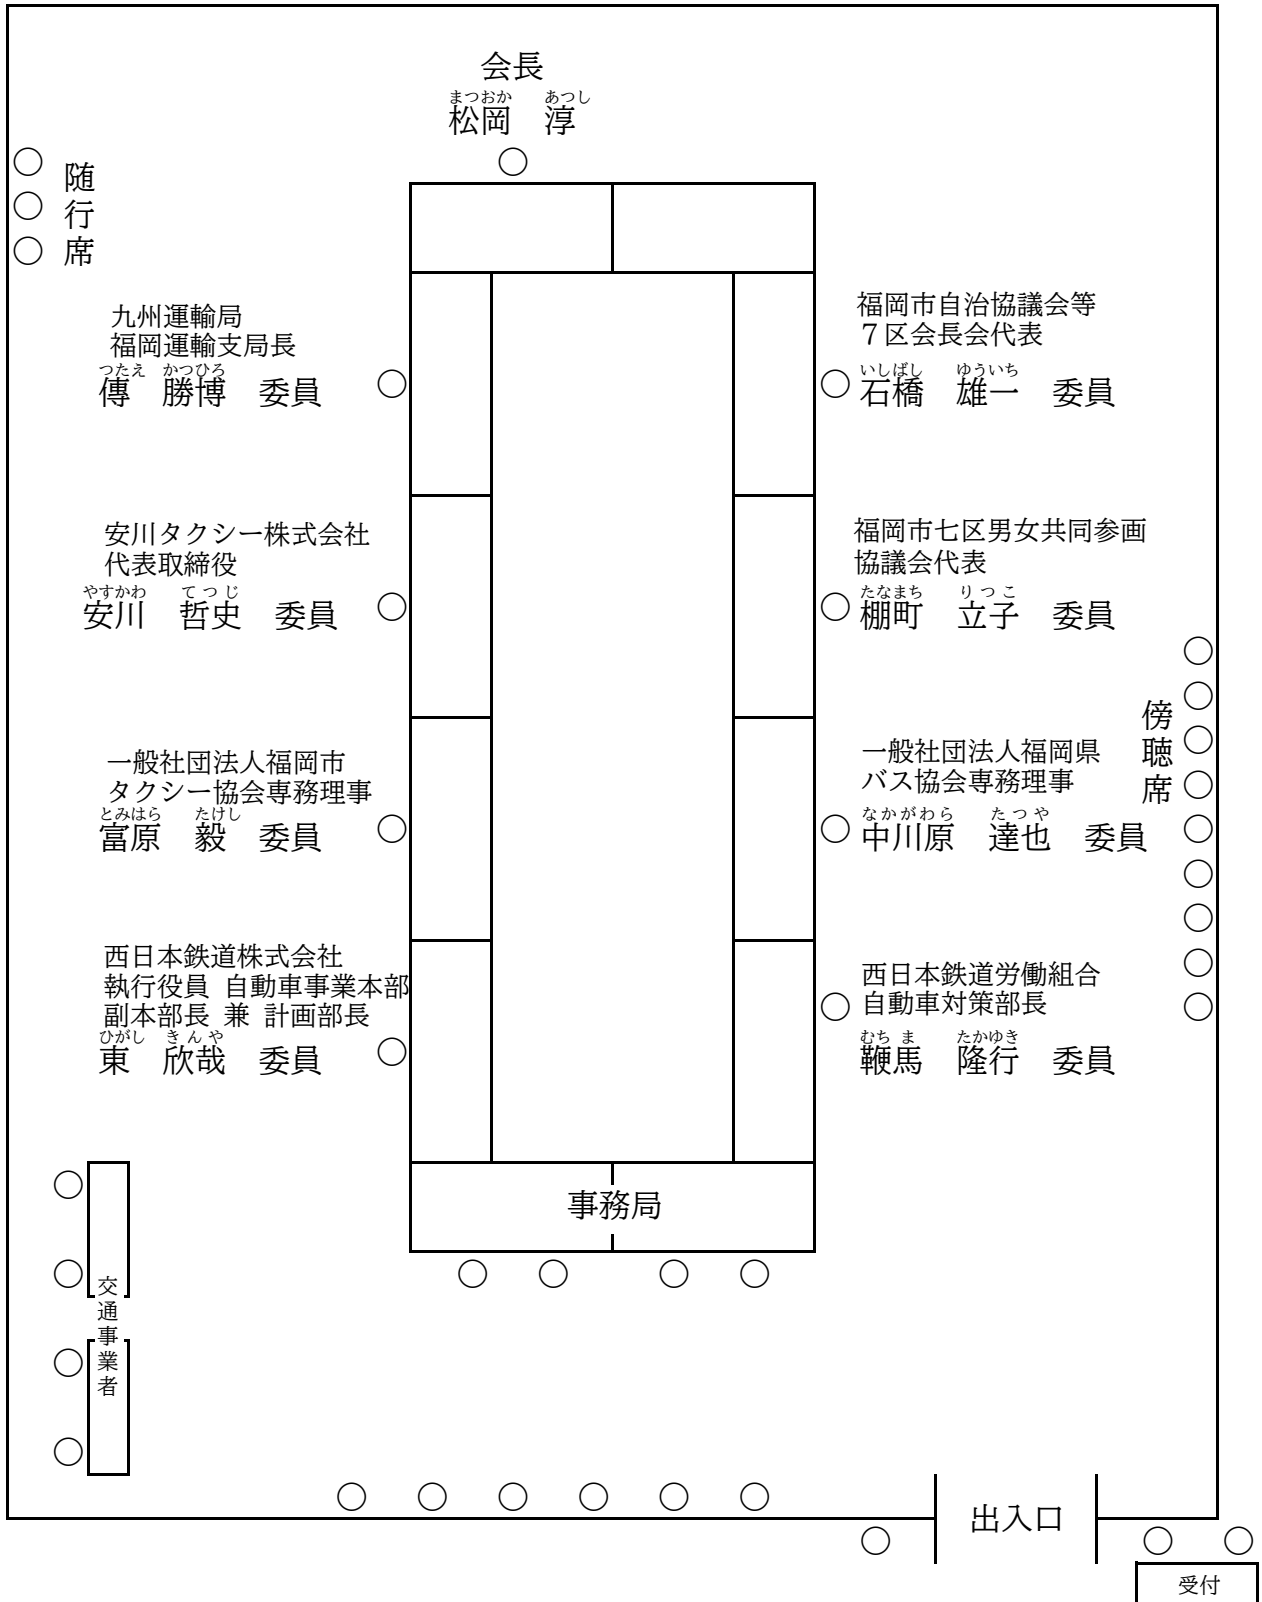 会長
まつおか　あつし
松岡　淳
随行席
九州運輸局
福岡運輸支局長
つたえ　かつひろ
傳　勝博　委員
福岡市自治協議会等
７区会長会代表
いしばし　ゆういち
石橋　雄一　委員
安川タクシー株式会社
代表取締役
やすかわ　てつじ
安川　哲史　委員
福岡市七区男女共同参画
協議会代表
たなまち　りつこ
棚町　立子　委員
一般社団法人福岡市
タクシー協会専務理事
とみはら　たけし
富原　毅　委員
一般社団法人福岡県
バス協会専務理事
なかがわら　たつや
中川原　達也　委員
傍聴席
西日本鉄道株式会社
執行役員 自動車事業本部
副本部長 兼 計画部長
ひがし　きんや
東　欣哉　委員
西日本鉄道労働組合
自動車対策部長
むちま　たかゆき
鞭馬　隆行　委員
事務局
交通事業者
出入口
受付